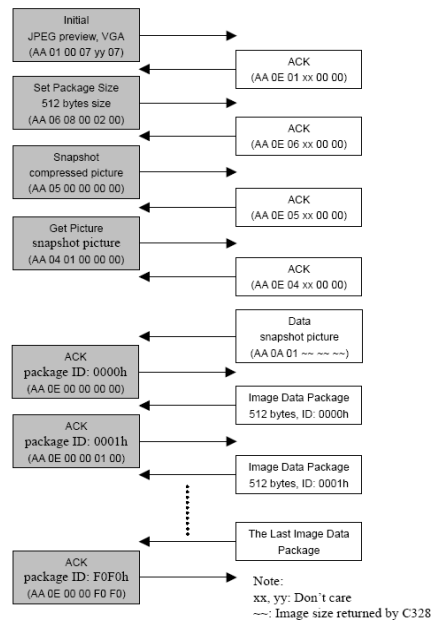 Initial
JPEG preview, VGA
(AA 01 00 07 yy 07)
ACK
(AA 0E 01 xx 00 00)
Set Package Size
512 bytes size
(AA 06 08 00 02 00)
ACK
(AA 0E 06 xx 00 00)
Snapshot
compressed picture
(AA 05 00 00 00 00)
ACK
(AA 0E 05 xx 00 00)
Get Picture
snapshot picture
(AA 04 01 00 00 00)
ACK
(AA 0E 04 xx 00 00)
Data
snapshot picture
(AA 0A 01 ~~ ~~ ~~)
ACK
package ID: 0000h
(AA 0E 00 00 00 00)
Image Data Package
512 bytes, ID: 0000h
ACK
package ID: 0001h
(AA 0E 00 00 01 00)
Image Data Package
512 bytes, ID: 0001h
The Last Image Data
Package
ACK
package ID: F0F0h
(AA 0E 00 00 F0 F0)
Note:
xx, yy: Don't care
~~: Image size returned by C328